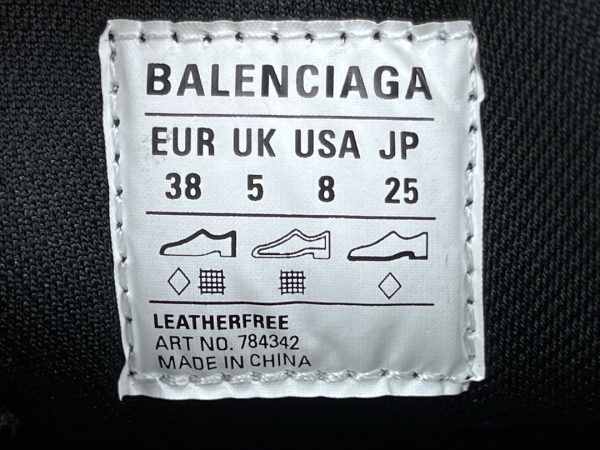 BALENCIAGA
EUR UK USA JP
38 5 8 25
LEATHERFREE
ART NO. 784342
MADE IN CHINA